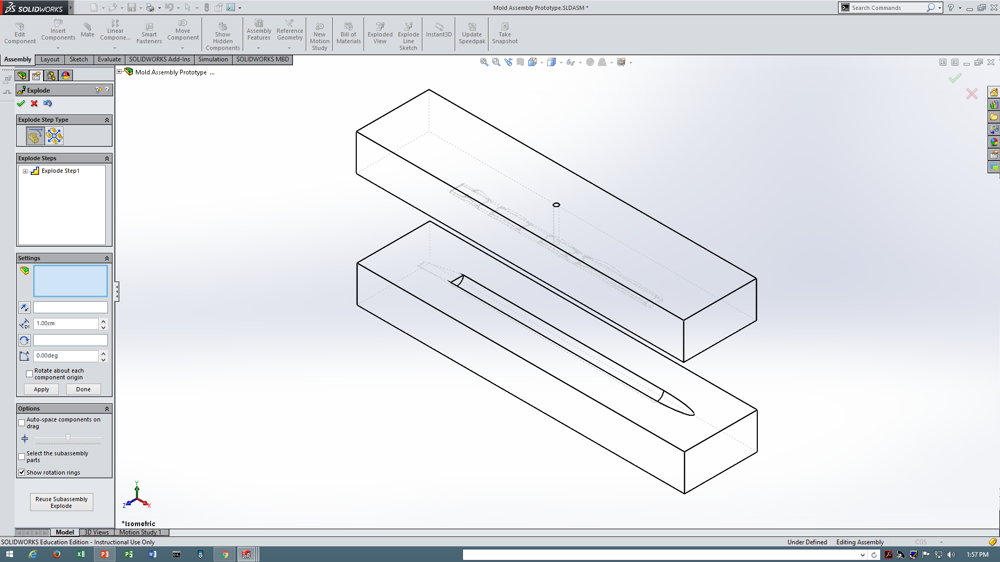 SOLIDWORKS
Mold Assembly Prototype.SLDASM *
Search Commands
Edit Component
Insert Components
Mate
Linear Compone...
Smart Fasteners
Move Component
Show Hidden Components
Assembly Features
Reference Geometry
New Motion Study
Bill of Materials
Exploded View
Explode Line Sketch
Instant3D
Update Speedpak
Take Snapshot
Assembly
Layout
Sketch
Evaluate
SOLIDWORKS Add-Ins
Simulation
SOLIDWORKS MBD
Mold Assembly Prototype ...
Explode
Explode Step Type
Explode Steps
Explode Step1
Settings
D1
1.00cm
0.00deg
Rotate about each
component origin
Apply
Done
Options
Auto-space components on
drag
Select the subassembly
parts
Show rotation rings
Reuse Subassembly
Explode
Y
Z
X
*Isometric
Model
3D Views
Motion Study 1
SOLIDWORKS Education Edition - Instructional Use Only
Under Defined
Editing Assembly
CGS
1:57 PM